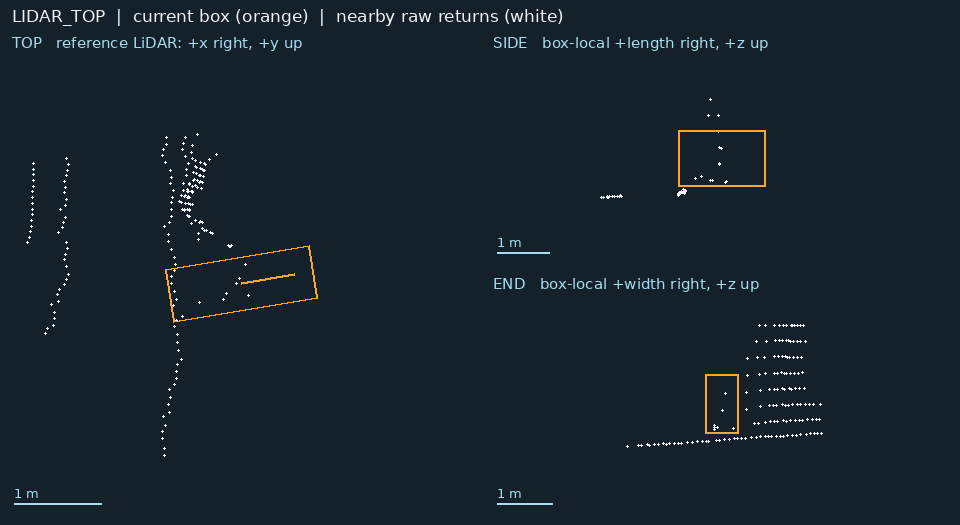 LIDAR_TOP | current box (orange) | nearby raw returns (white)
TOP reference LiDAR: +x right, +y up
SIDE box-local +length right, +z up
1 m
END box-local +width right, +z up
1 m
1 m